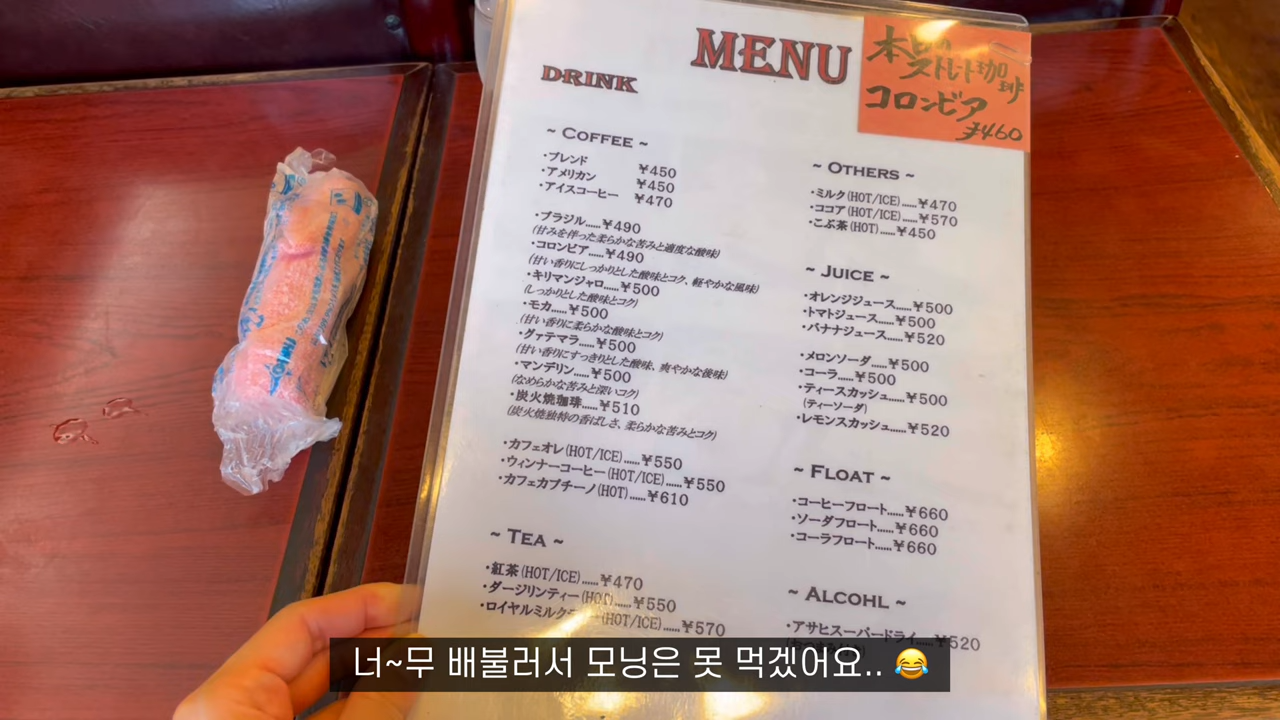 MENU
本日の
ストレート珈琲
コロンビア
¥460
DRINK
~ COFFEE ~
・ブレンド ¥450
・アメリカン ¥450
・アイスコーヒー ¥470
・ブラジル……¥490
(甘みを伴った柔らかな苦みと適度な酸味)
・コロンビア……¥490
(甘い香りにしっかりとした酸味とコク、軽やかな風味)
・キリマンジャロ……¥500
(しっかりとした酸味とコク)
・モカ……¥500
(甘い香りに柔らかな酸味とコク)
・グァテマラ……¥500
(甘い香りにすっきりとした酸味、爽やかな後味)
・マンデリン……¥500
(なめらかな苦みと深いコク)
・炭火焼珈琲……¥510
(炭火焼独特の香ばしさ、柔らかな苦みとコク)
・カフェオレ(HOT/ICE)……¥550
・ウィンナーコーヒー(HOT/ICE)……¥550
・カフェカプチーノ(HOT)……¥610
~ TEA ~
・紅茶(HOT/ICE)……¥470
・ダージリンティー(HOT)……¥550
・ロイヤルミルクティー(HOT/ICE)……¥570
~ OTHERS ~
・ミルク(HOT/ICE)……¥470
・ココア(HOT/ICE)……¥570
・こぶ茶(HOT)……¥450
~ JUICE ~
・オレンジジュース……¥500
・トマトジュース……¥500
・バナナジュース……¥520
・メロンソーダ……¥500
・コーラ……¥500
・ティースカッシュ……¥500
(ティーソーダ)
・レモンスカッシュ……¥520
~ FLOAT ~
・コーヒーフロート……¥660
・ソーダフロート……¥660
・コーラフロート……¥660
~ ALCOHL ~
・アサヒスーパードライ……¥520
너~무 배불러서 모닝은 못 먹겠어요.. 😂